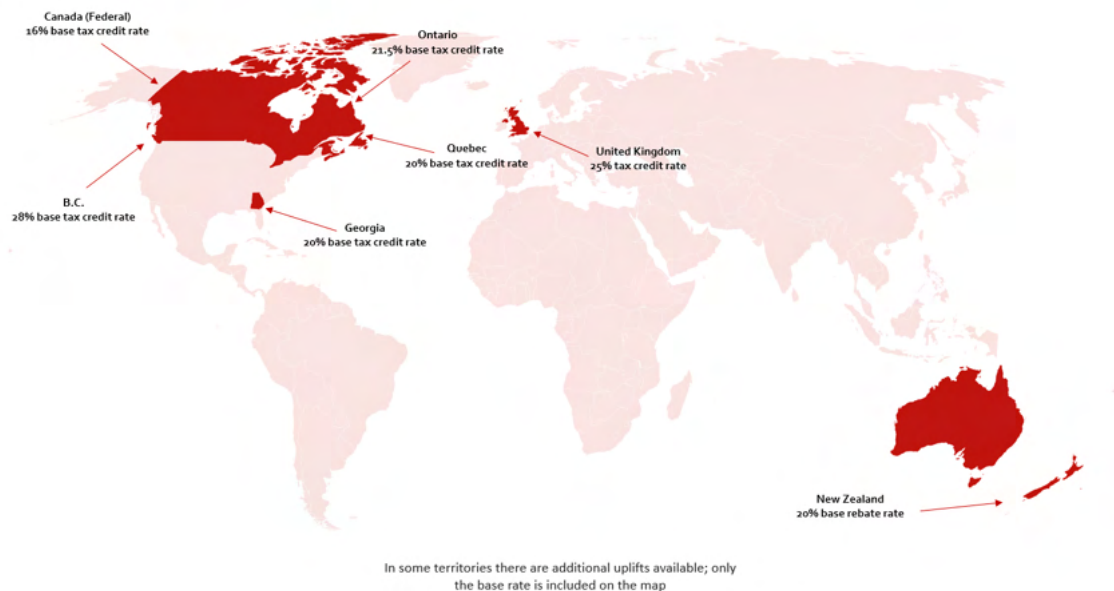 Canada (Federal)
16% base tax credit rate
Ontario
21.5% base tax credit rate
Quebec
20% base tax credit rate
United Kingdom
25% tax credit rate
B.C.
28% base tax credit rate
Georgia
20% base tax credit rate
New Zealand
20% base rebate rate
In some territories there are additional uplifts available; only
the base rate is included on the map